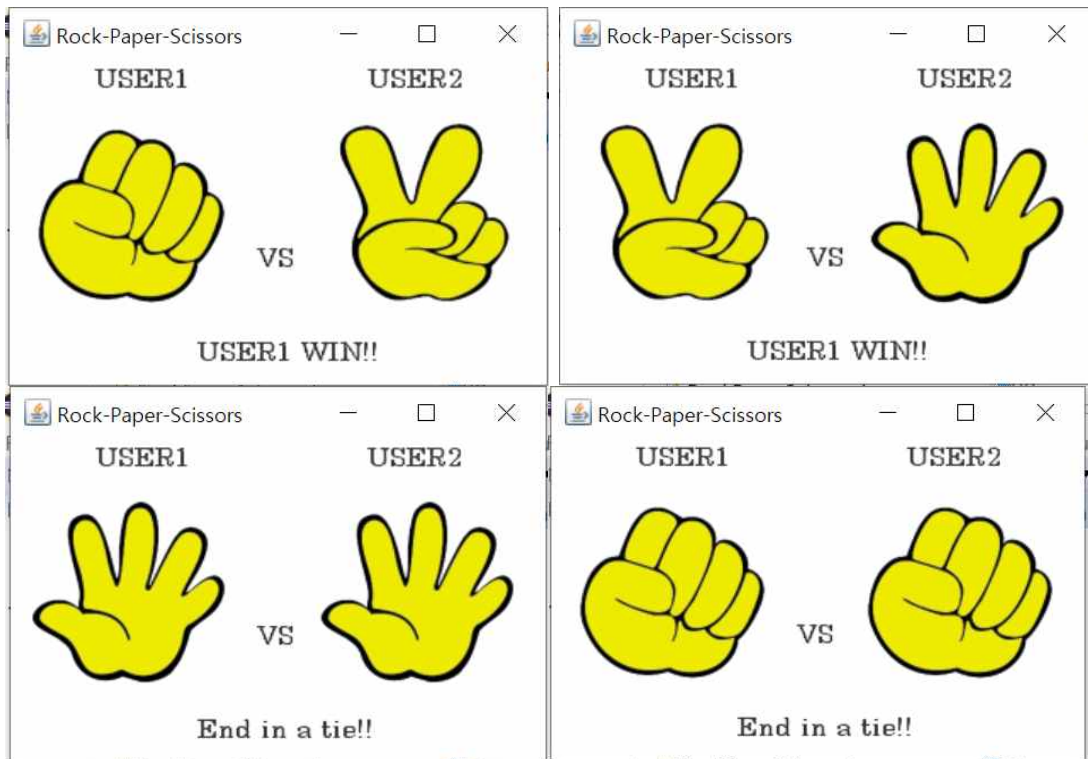 Rock-Paper-Scissors
USER1 USER2
VS
USER1 WIN!!
Rock-Paper-Scissors
USER1 USER2
VS
USER1 WIN!!
Rock-Paper-Scissors
USER1 USER2
VS
End in a tie!!
Rock-Paper-Scissors
USER1 USER2
VS
End in a tie!!